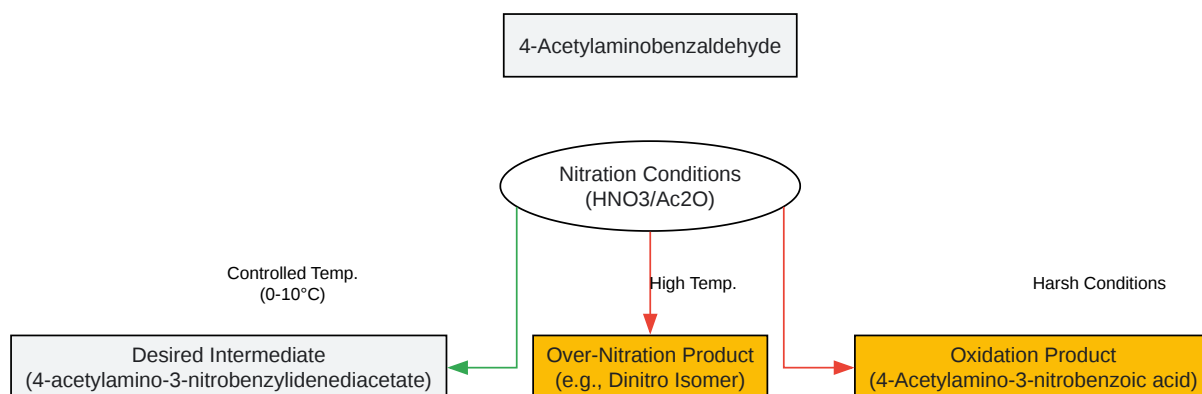 4-Acetylaminobenzaldehyde
Nitration Conditions
(HNO3/Ac2O)
Controlled Temp.
(0-10°C)
High Temp.
Harsh Conditions
Desired Intermediate
(4-acetylamino-3-nitrobenzylidenediacetate)
Over-Nitration Product
(e.g., Dinitro Isomer)
Oxidation Product
(4-Acetylamino-3-nitrobenzoic acid)